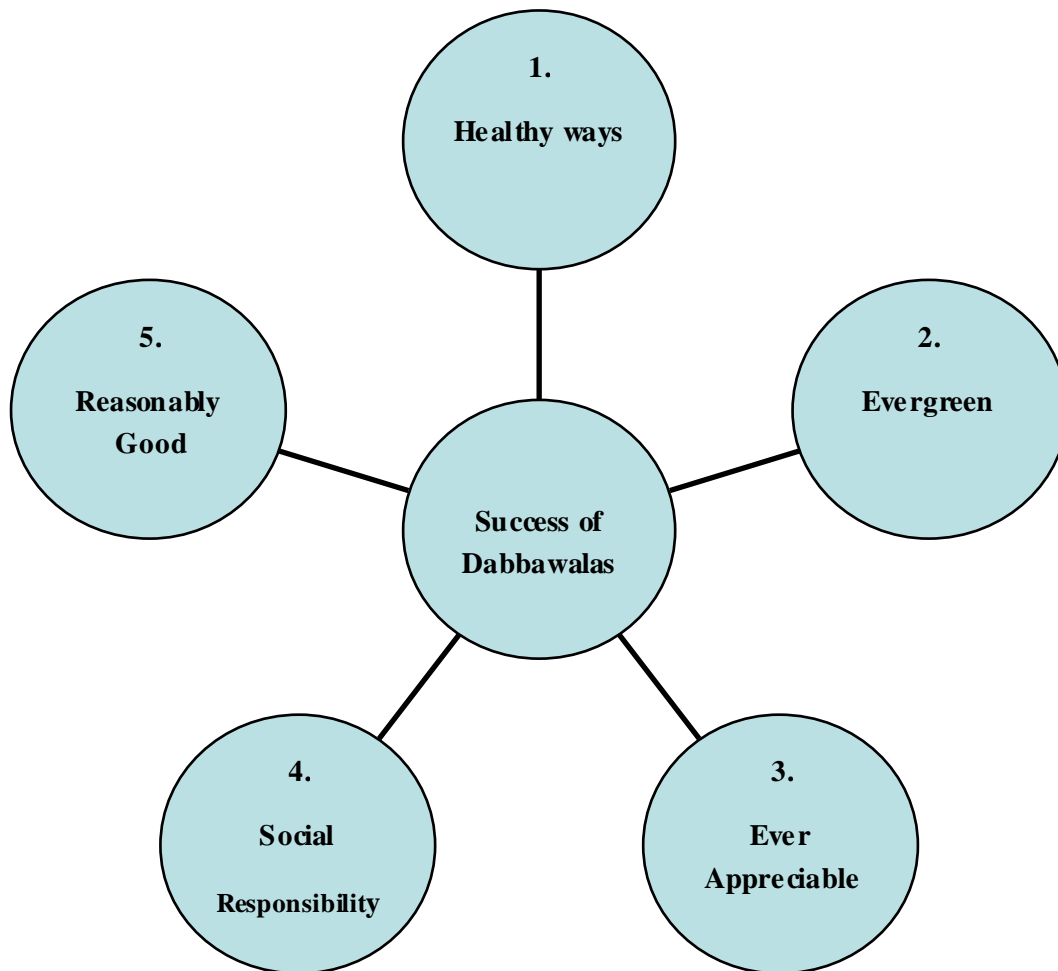 1.
Healthy ways
2.
Evergreen
3.
Ever
Appreciable
4.
Social
Responsibility
5.
Reasonably
Good
Success of
Dabbawalas